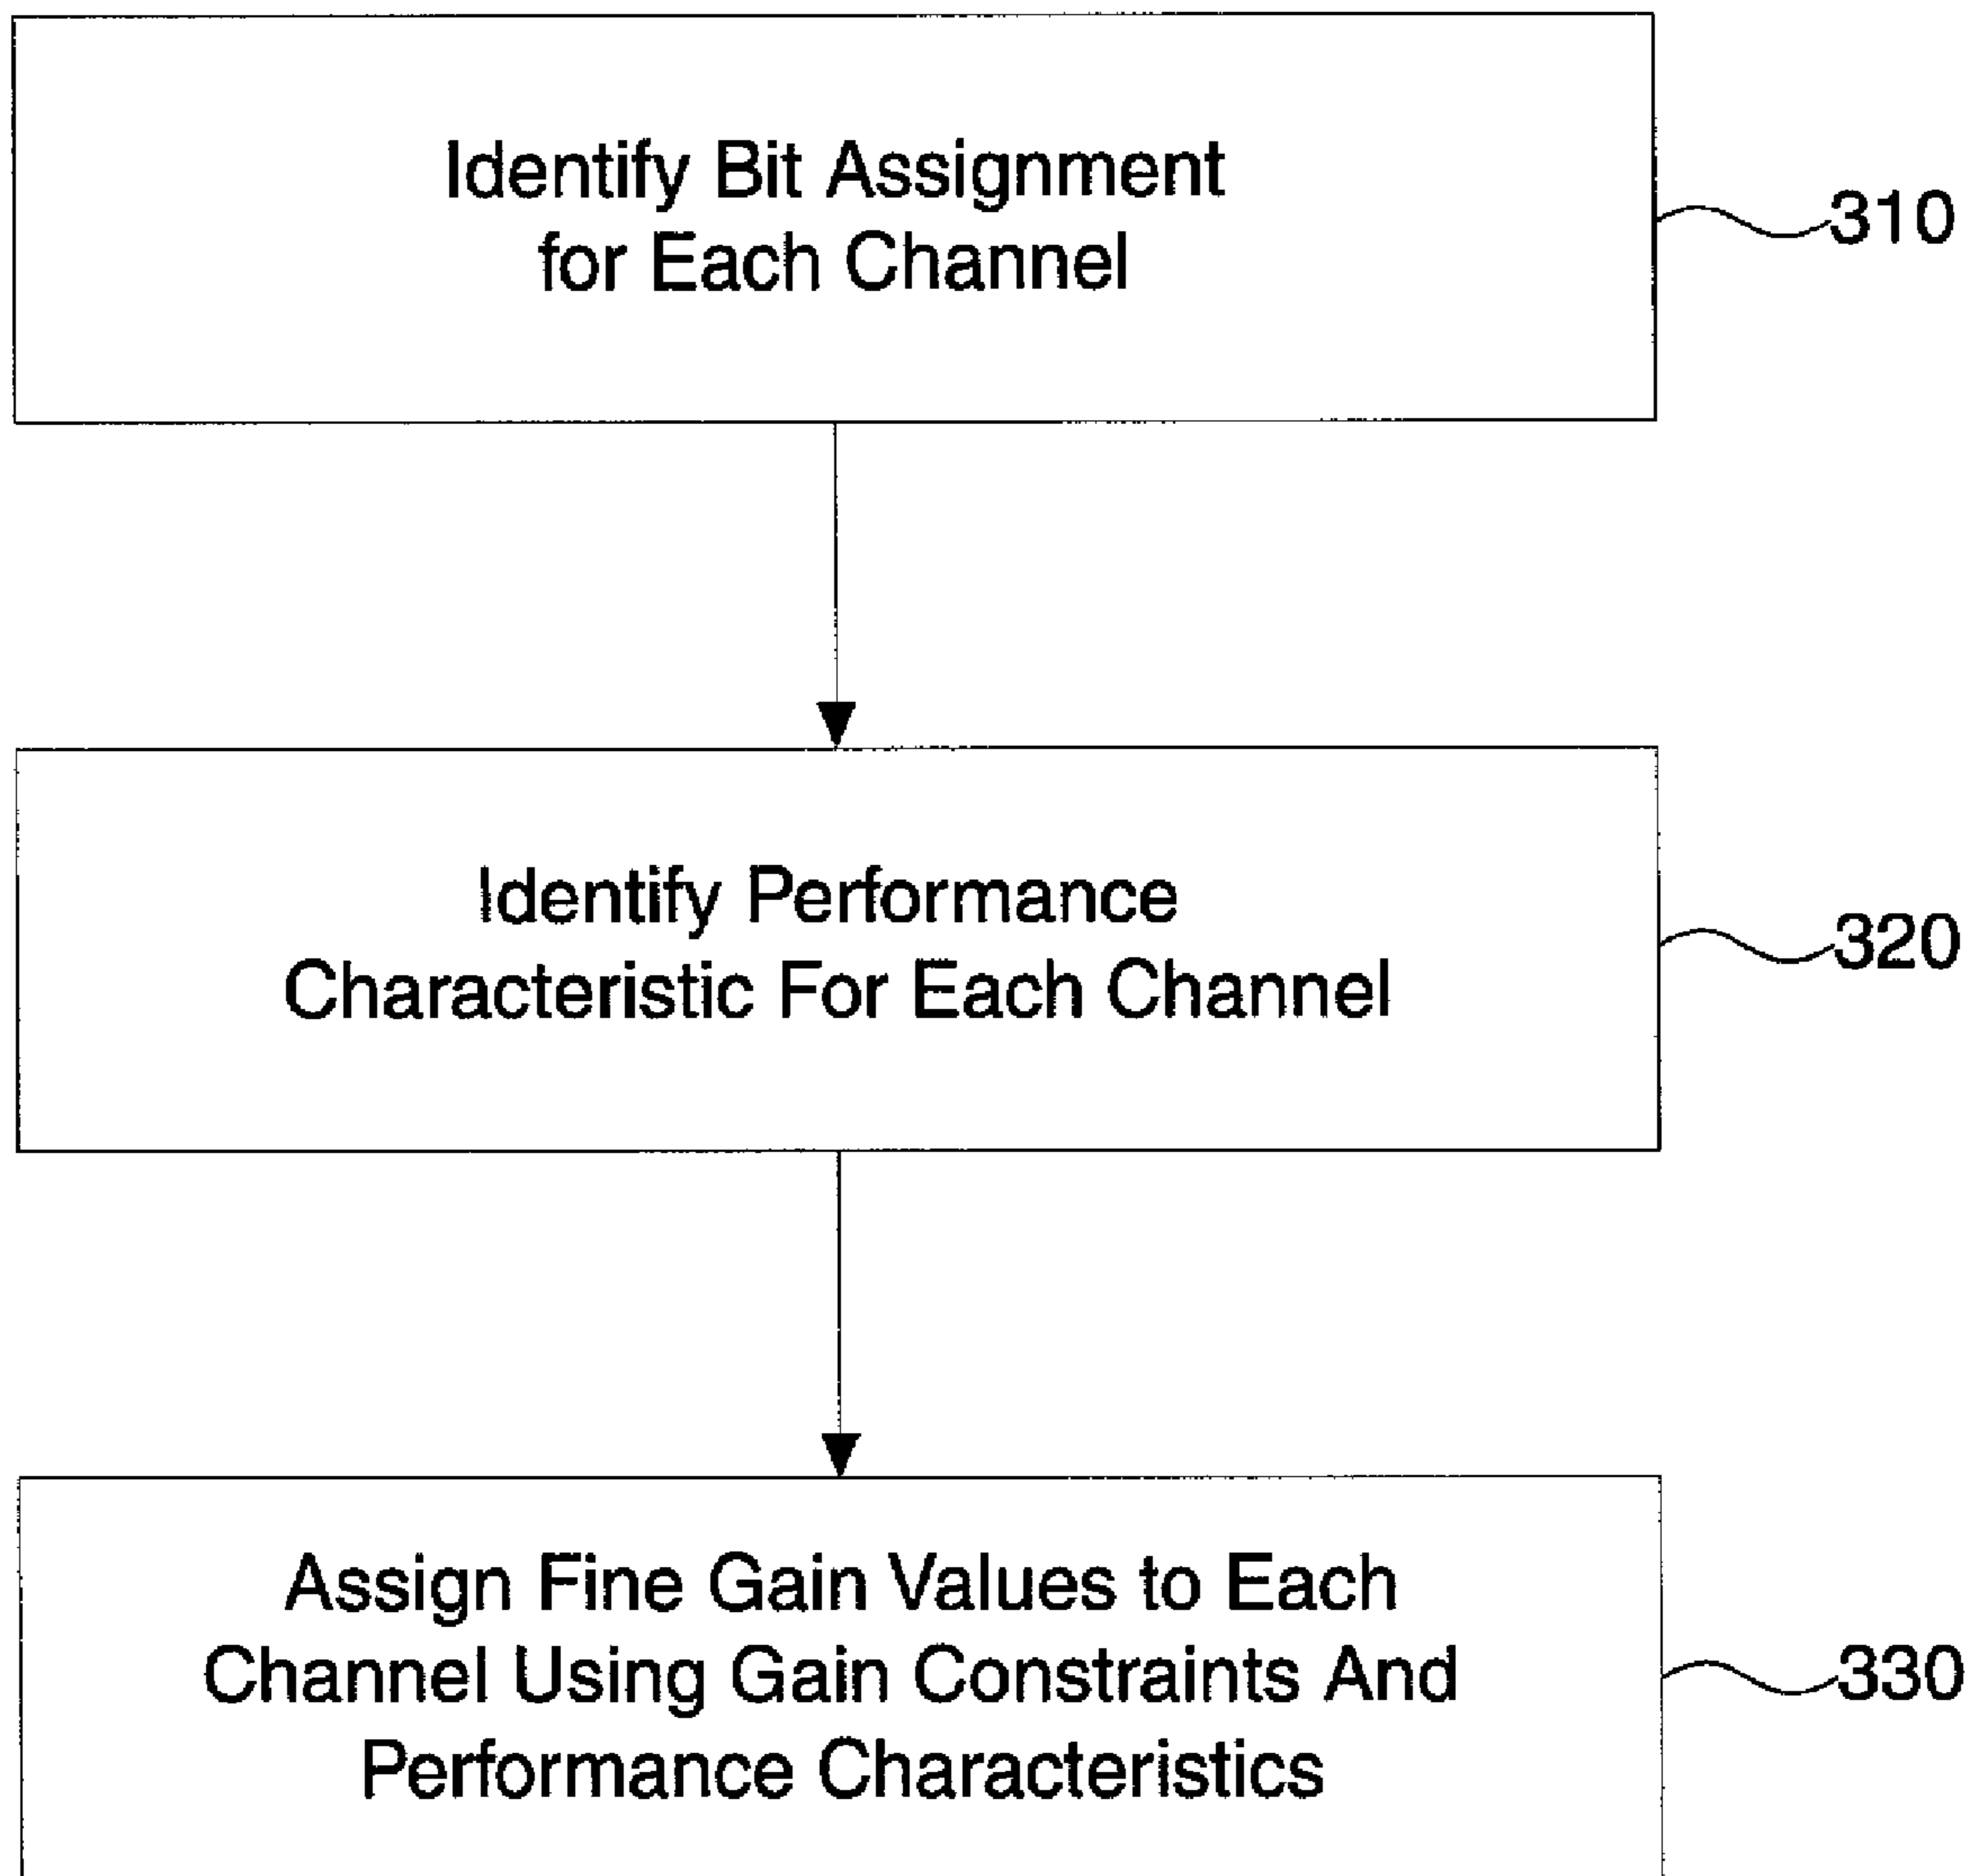 Identify Bit Assignment
for Each Channel
310
Identify Performance
Characteristic For Each Channel
320
Assign Fine Gain Values to Each
Channel Using Gain Constraints And
Performance Characteristics
330